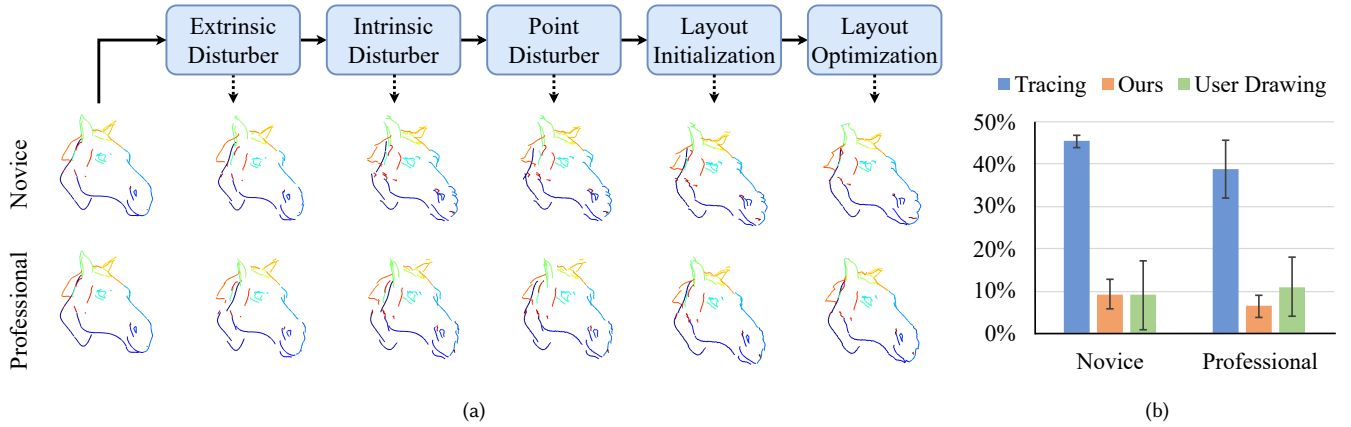 Extrinsic
Disturber
Intrinsic
Disturber
Point
Disturber
Layout
Initialization
Layout
Optimization
Novice
Professional
(a)
Tracing Ours User Drawing
50%
40%
30%
20%
10%
0%
Novice Professional
(b)